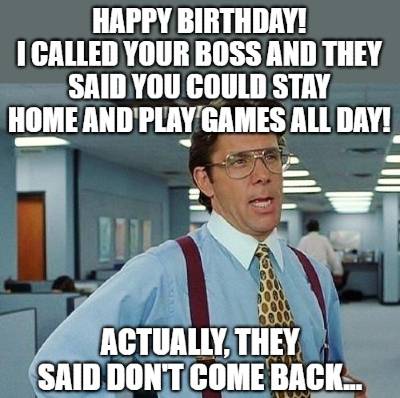 HAPPY BIRTHDAY!
I CALLED YOUR BOSS AND THEY
SAID YOU COULD STAY
HOME AND PLAY GAMES ALL DAY!
ACTUALLY, THEY
SAID DON'T COME BACK...